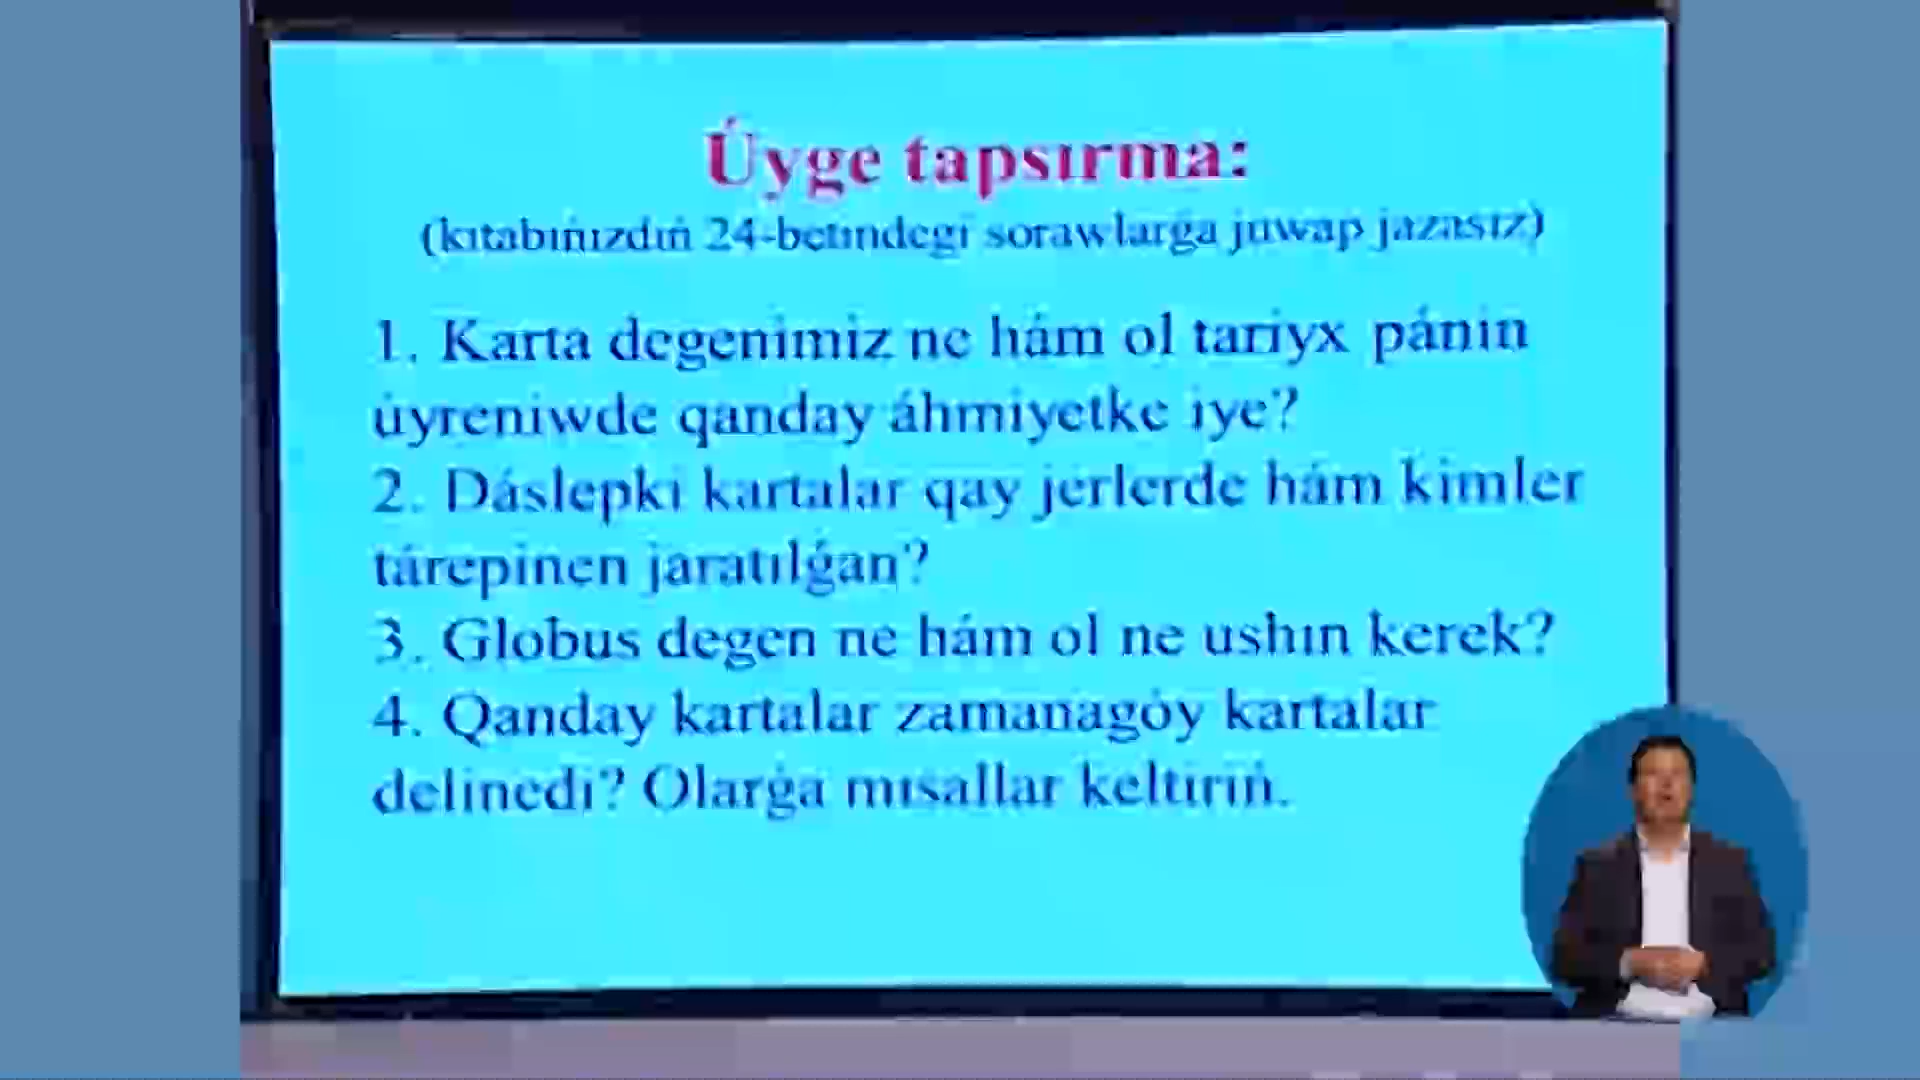 Úyge tapsırma:
(kitabıńızdıń 24-betindegi sorawlarǵa juwap jazasız)
1. Karta degenimiz ne hám ol tariyx pánin
úyreniwde qanday áhmiyetke iye?
2. Dáslepki kartalar qay jerlerde hám kimler
tárepinen jaratılǵan?
3. Globus degen ne hám ol ne ushın kerek?
4. Qanday kartalar zamanagóy kartalar
delinedi? Olarǵa mısallar keltiriń.